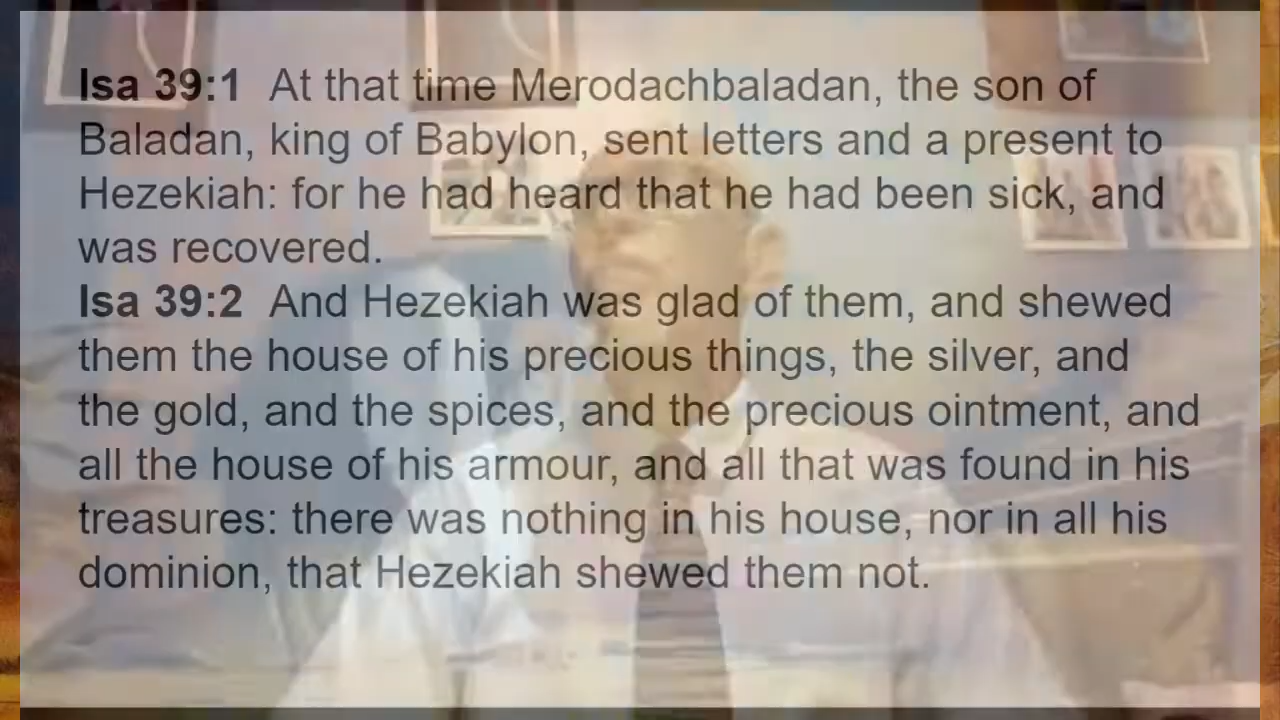 Isa 39:1 At that time Merodachbaladan, the son of
Baladan, king of Babylon, sent letters and a present to
Hezekiah: for he had heard that he had been sick, and
was recovered.
Isa 39:2 And Hezekiah was glad of them, and shewed
them the house of his precious things, the silver, and
the gold, and the spices, and the precious ointment, and
all the house of his armour, and all that was found in his
treasures: there was nothing in his house, nor in all his
dominion, that Hezekiah shewed them not.